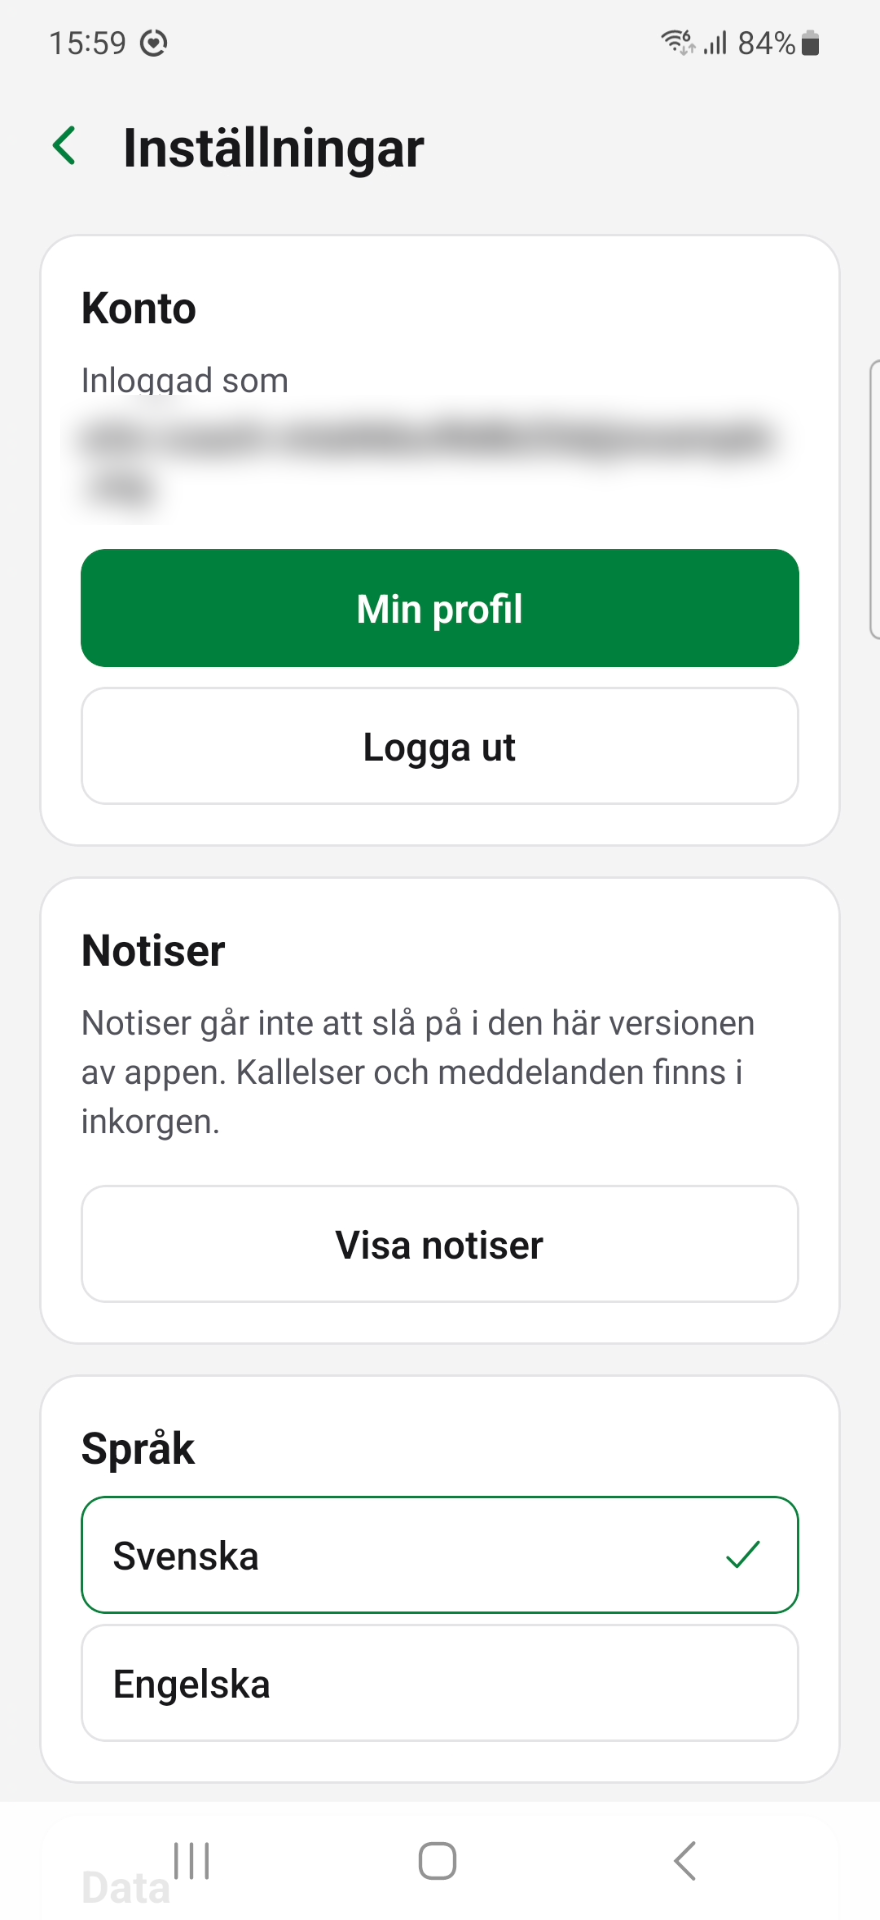 15:59
84%
Inställningar
Konto
Inloggad som
Min profil
Logga ut
Notiser
Notiser går inte att slå på i den här versionen
av appen. Kallelser och meddelanden finns i
inkorgen.
Visa notiser
Språk
Svenska
Engelska
Data